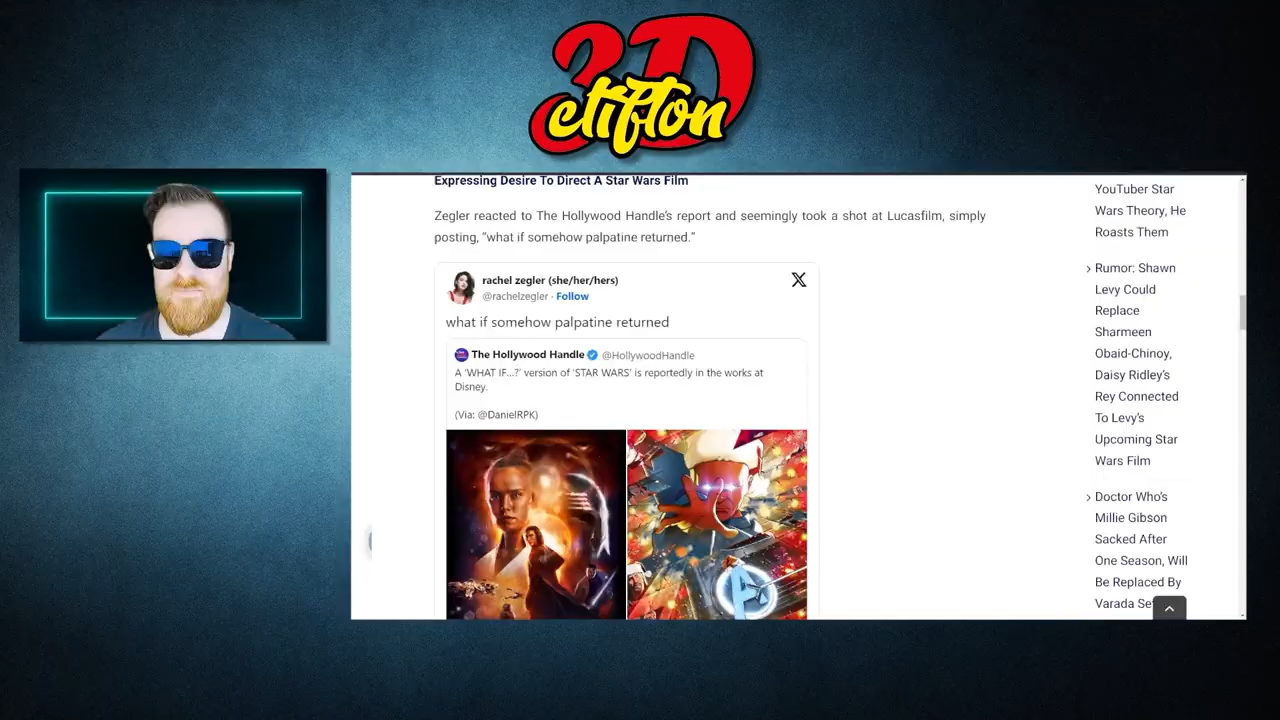 3D
clifton
Expressing Desire To Direct A Star Wars Film
Zegler reacted to The Hollywood Handle's report and seemingly took a shot at Lucasfilm, simply
posting, “what if somehow palpatine returned.”
rachel zegler (she/her/hers)
@rachelzegler · Follow
what if somehow palpatine returned
The Hollywood Handle @HollywoodHandle
A 'WHAT IF...?' version of 'STAR WARS' is reportedly in the works at
Disney.
(Via: @DanielRPK)
YouTuber Star
Wars Theory, He
Roasts Them
Rumor: Shawn
Levy Could
Replace
Sharmeen
Obaid-Chinoy,
Daisy Ridley's
Rey Connected
To Levy's
Upcoming Star
Wars Film
Doctor Who's
Millie Gibson
Sacked After
One Season, Will
Be Replaced By
Varada